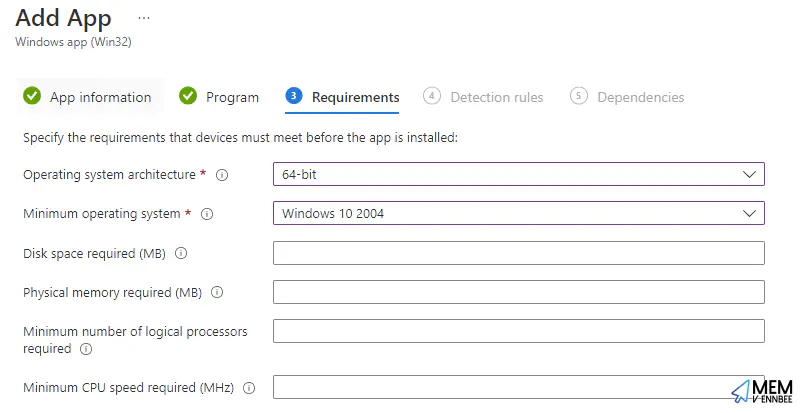 Add App ...
Windows app (Win32)
App information
Program
3 Requirements
4 Detection rules
5 Dependencies
Specify the requirements that devices must meet before the app is installed:
Operating system architecture *
64-bit
Minimum operating system *
Windows 10 2004
Disk space required (MB)
Physical memory required (MB)
Minimum number of logical processors
required
Minimum CPU speed required (MHz)
MEM
V-ENNBEE